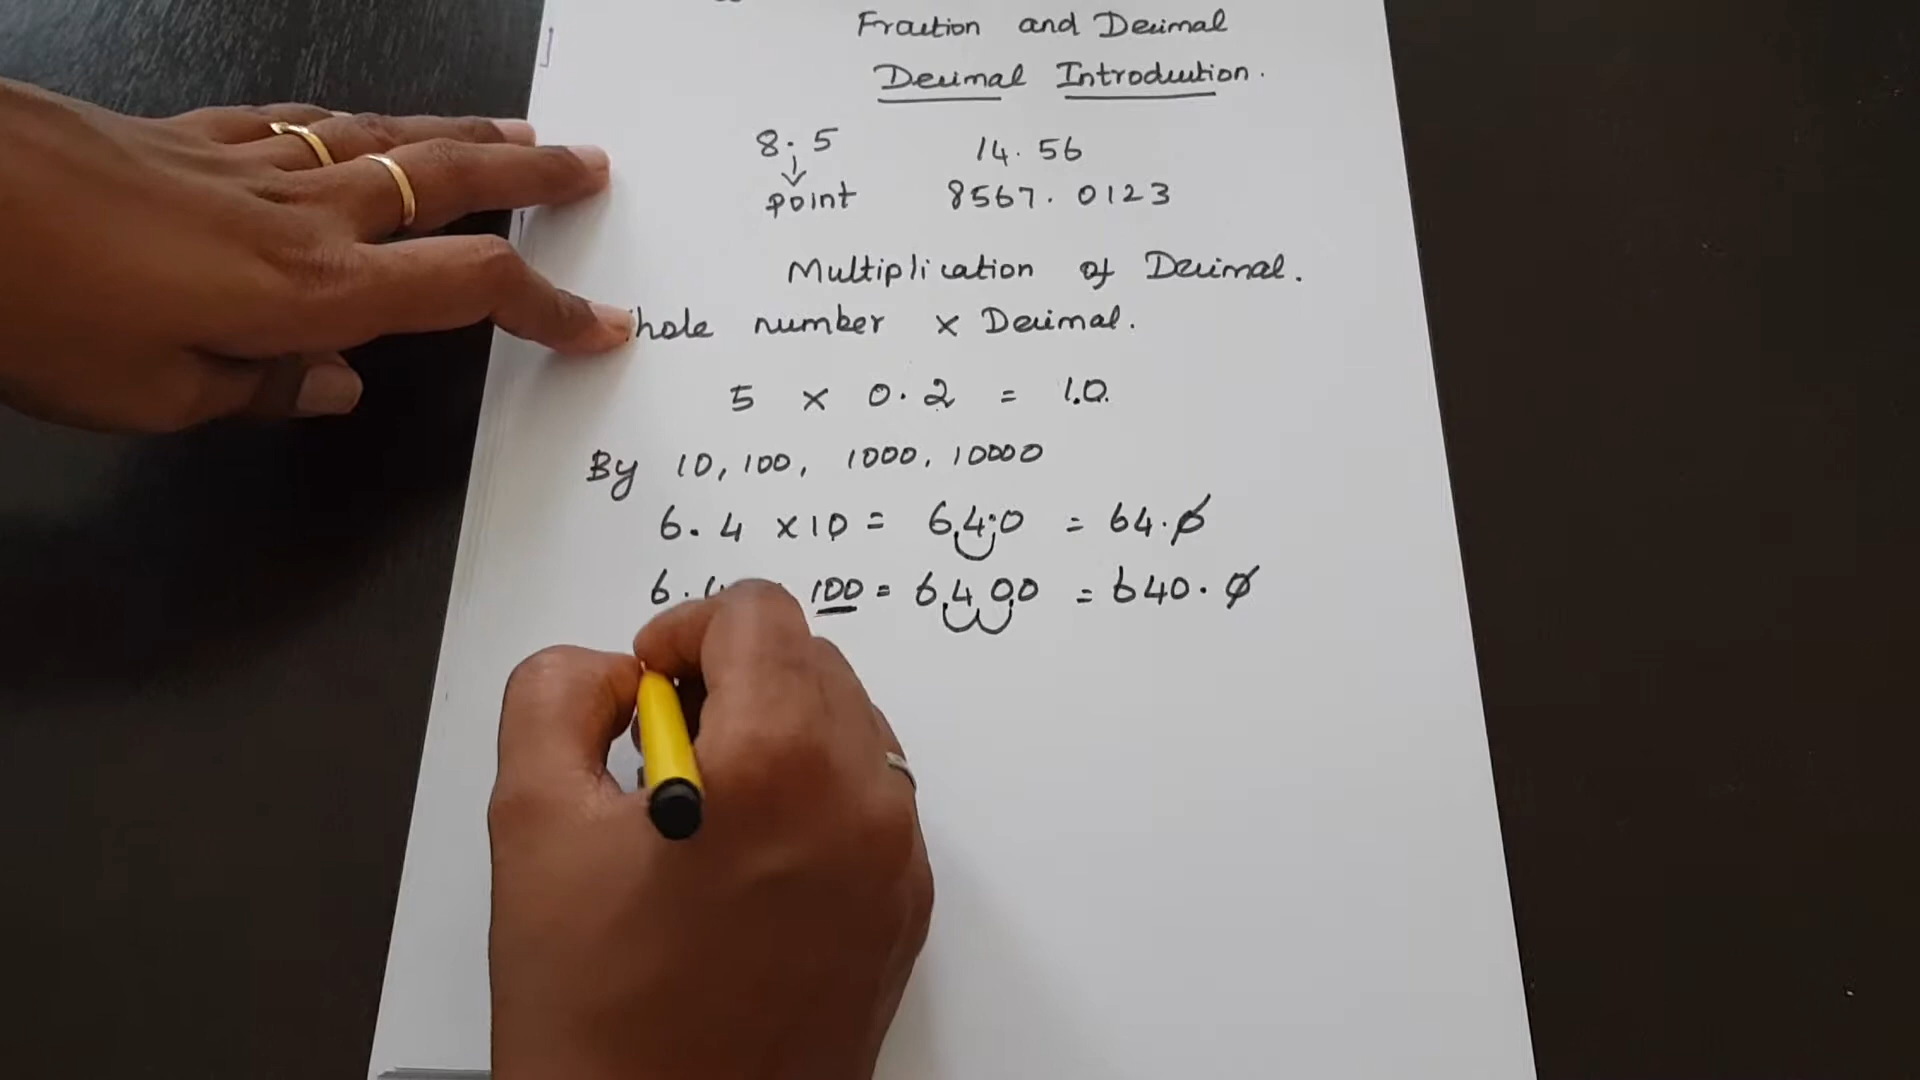 Fraction and Decimal
Decimal Introduction.
8.5 14.56
point 8567.0123
Multiplication of Decimal.
hole number x Decimal.
5 x 0.2 = 1.0
By 10, 100, 1000, 10000
6.4 x 10 = 64.0 = 64.0
6. 100 = 6400 = 640.0